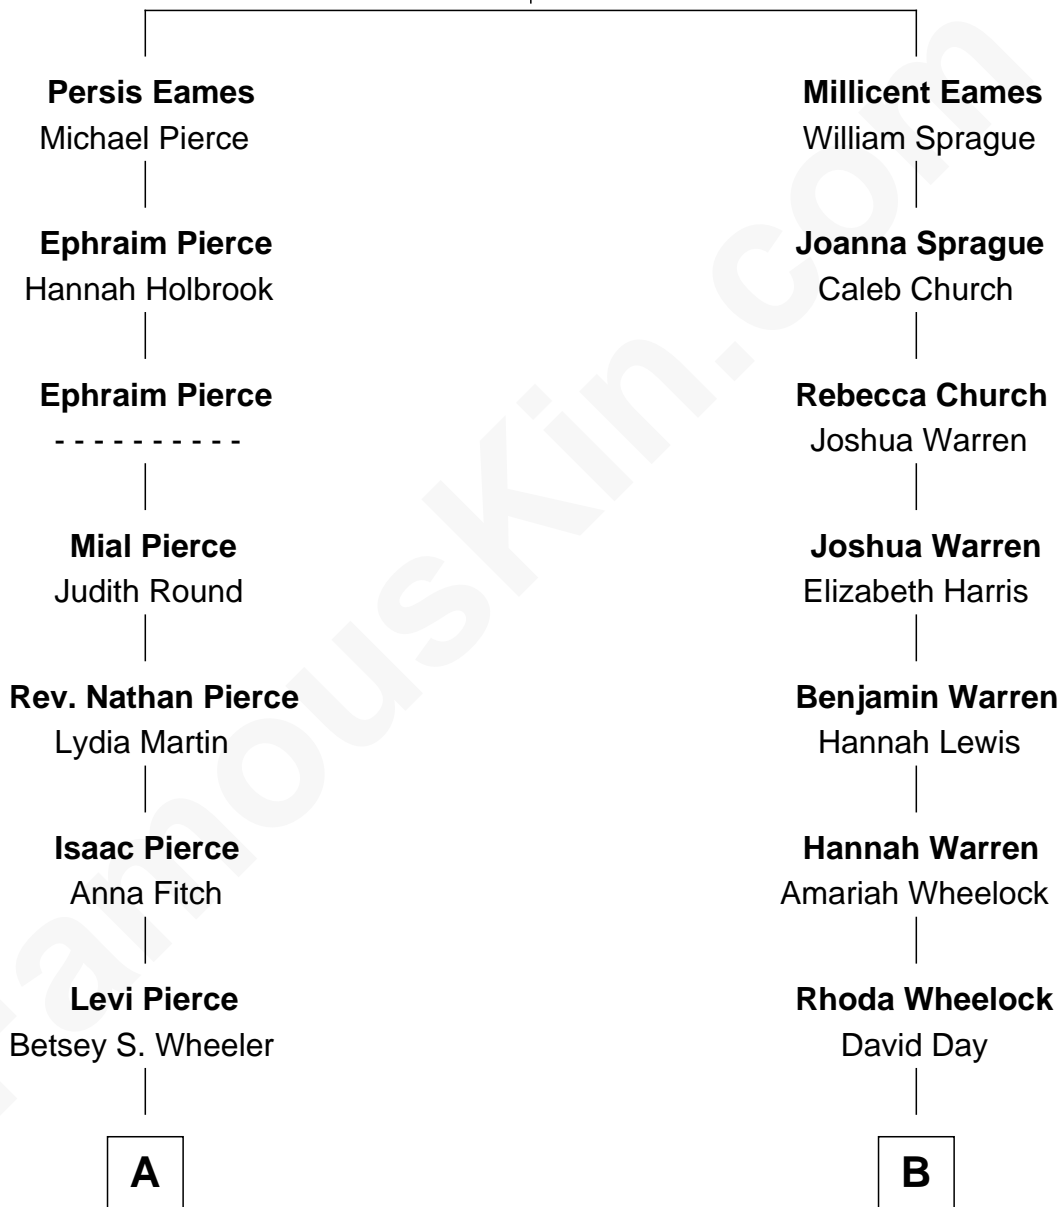 Persis Eames
Michael Pierce
Ephraim Pierce
Hannah Holbrook
Ephraim Pierce
- - - - - - - - - -
Mial Pierce
Judith Round
Rev. Nathan Pierce
Lydia Martin
Isaac Pierce
Anna Fitch
Levi Pierce
Betsey S. Wheeler
A
Millicent Eames
William Sprague
Joanna Sprague
Caleb Church
Rebecca Church
Joshua Warren
Joshua Warren
Elizabeth Harris
Benjamin Warren
Hannah Lewis
Hannah Warren
Amariah Wheelock
Rhoda Wheelock
David Day
B
FamousKin.com